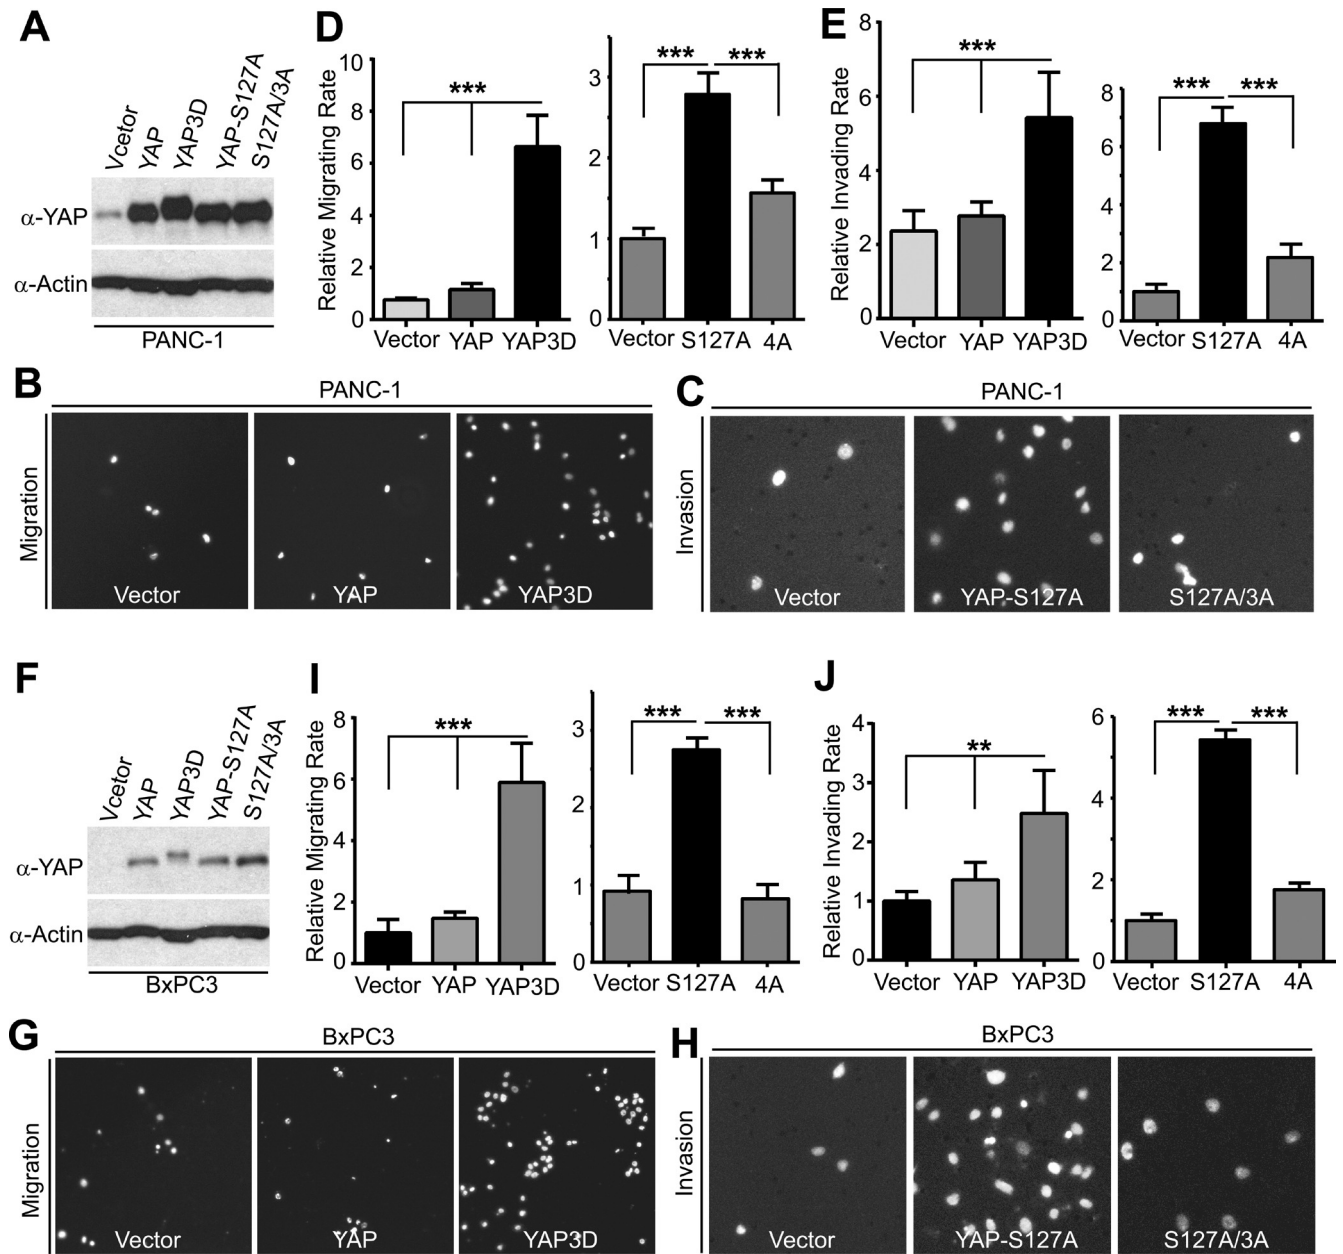 A
Vcetor
YAP
YAP3D
YAP-S127A
S127A/3A
α-YAP
α-Actin
PANC-1
D
Relative Migrating Rate
10
8
6
4
2
0
***
Vector YAP YAP3D
3
2
1
0
*** ***
Vector S127A 4A
E
Relative Invading Rate
8
6
4
2
0
***
Vector YAP YAP3D
8
6
4
2
0
*** ***
Vector S127A 4A
B
PANC-1
Migration
Vector YAP YAP3D
C
PANC-1
Invasion
Vector YAP-S127A S127A/3A
F
Vcetor
YAP
YAP3D
YAP-S127A
S127A/3A
α-YAP
α-Actin
BxPC3
I
Relative Migrating Rate
8
6
4
2
0
***
Vector YAP YAP3D
3
2
1
0
*** ***
Vector S127A 4A
J
Relative Invading Rate
4
3
2
1
0
**
Vector YAP YAP3D
6
4
2
0
*** ***
Vector S127A 4A
G
BxPC3
Migration
Vector YAP YAP3D
H
BxPC3
Invasion
Vector YAP-S127A S127A/3A